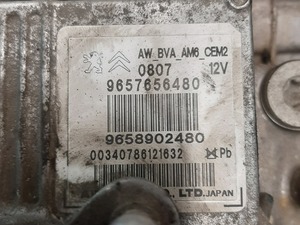 AW_BVA_AM6_CEM2
0807 12V
9657656480
9658902480
00340786121632 Pb
., LTD. JAPAN